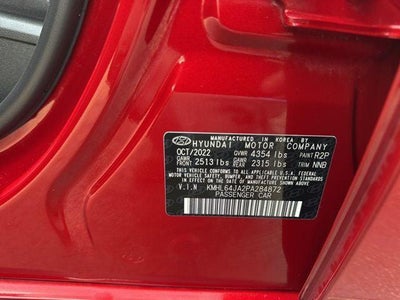 MANUFACTURED IN KOREA BY
HYUNDAI MOTOR COMPANY
OCT/2022 GVWR 4354 lbs PAINT R2P
GAWR FRNT 2513 lbs GAWR REAR 2315 lbs TRIM NNB
THIS VEHICLE CONFORMS TO ALL APPLICABLE U.S.A. FEDERAL
MOTOR VEHICLE SAFETY, BUMPER, AND THEFT PREVENTION
STANDARDS IN EFFECT ON THE DATE OF MANUFACTURE SHOWN ABOVE.
V.I.N KMHL64JA2PA284872
PASSENGER CAR